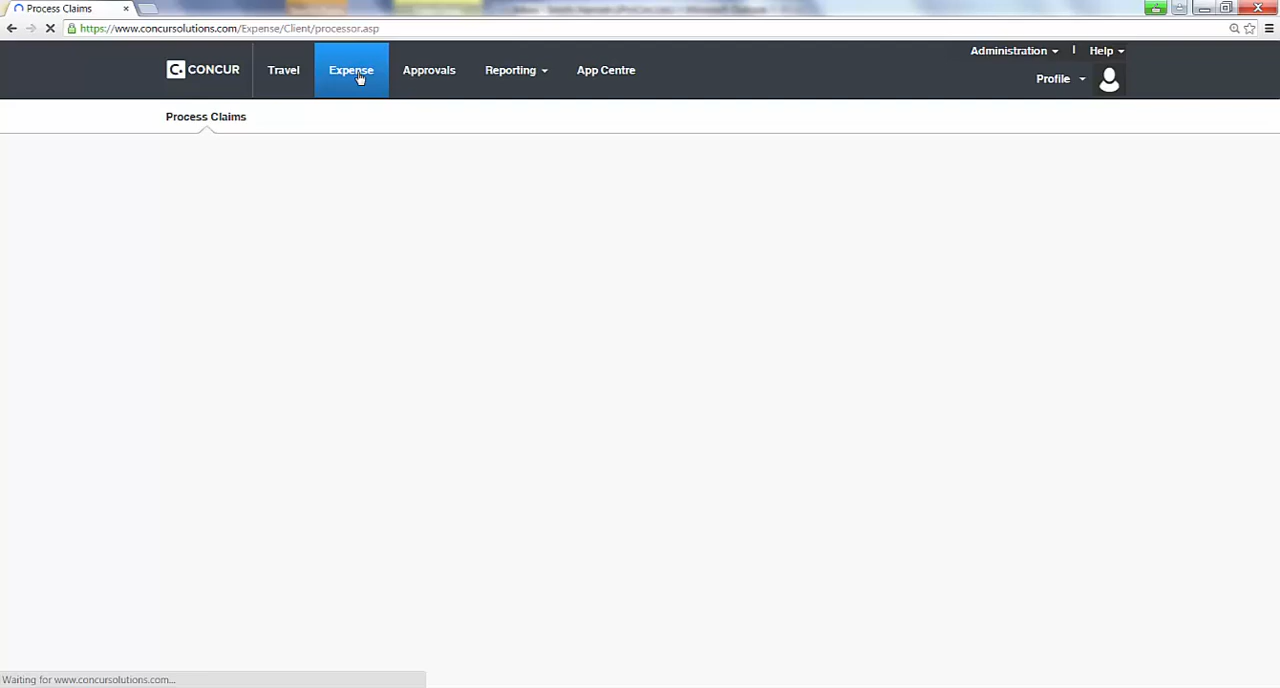 Process Claims
https://www.concursolutions.com/Expense/Client/processor.asp
Administration | Help
C. CONCUR Travel Expense Approvals Reporting App Centre
Profile
Process Claims
Waiting for www.concursolutions.com...